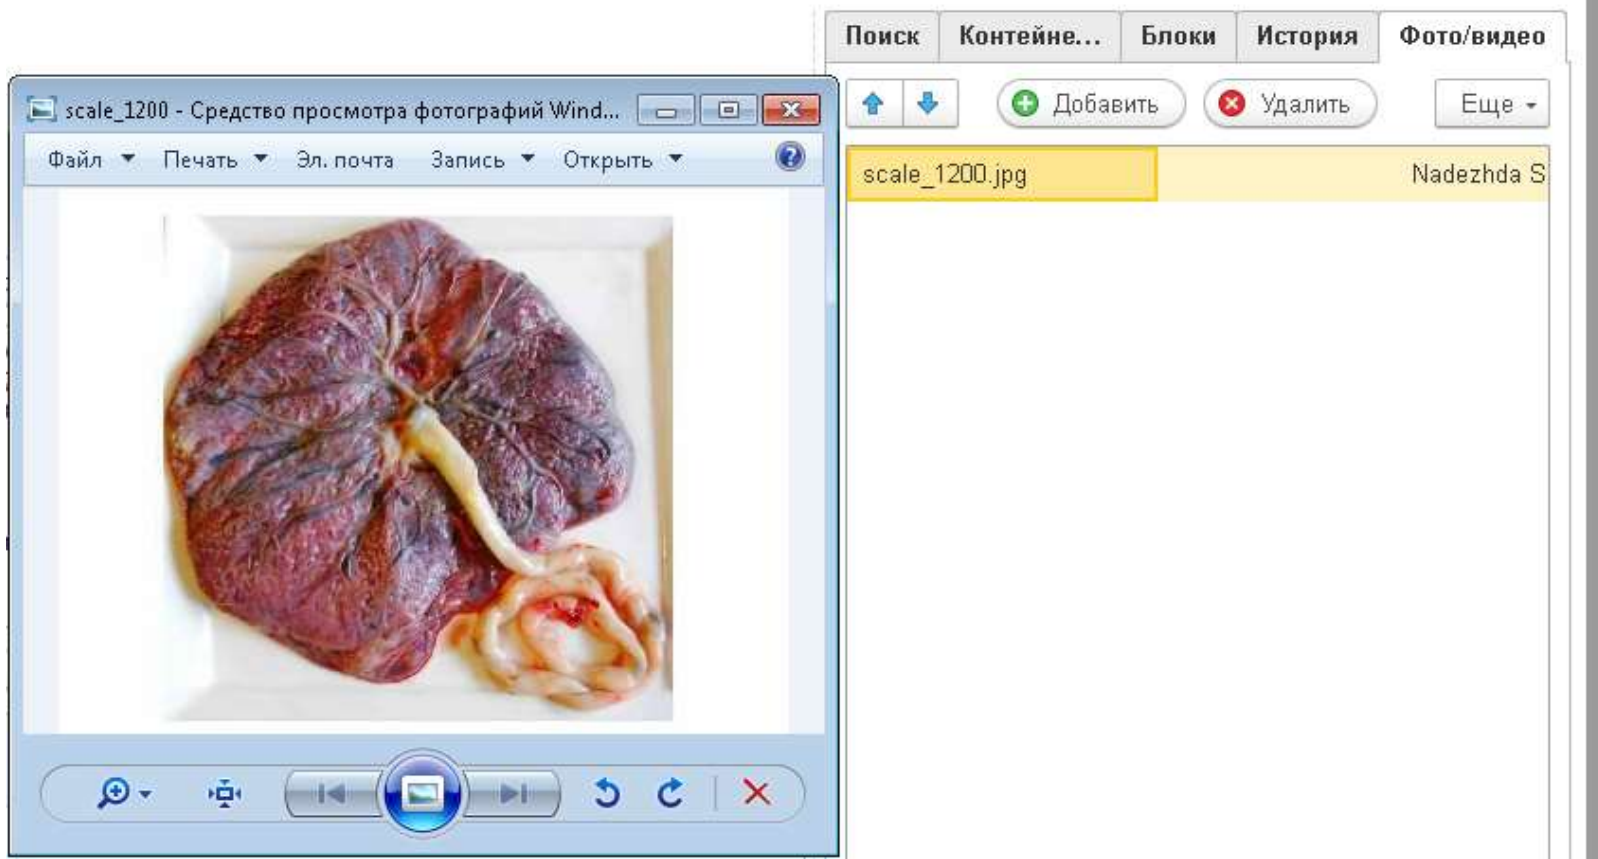 Поиск Контейне... Блоки История Фото/видео
scale_1200 - Средство просмотра фотографий Wind...
Добавить Удалить Еще
Файл Печать Эл. почта Запись Открыть
scale_1200.jpg Nadezhda S